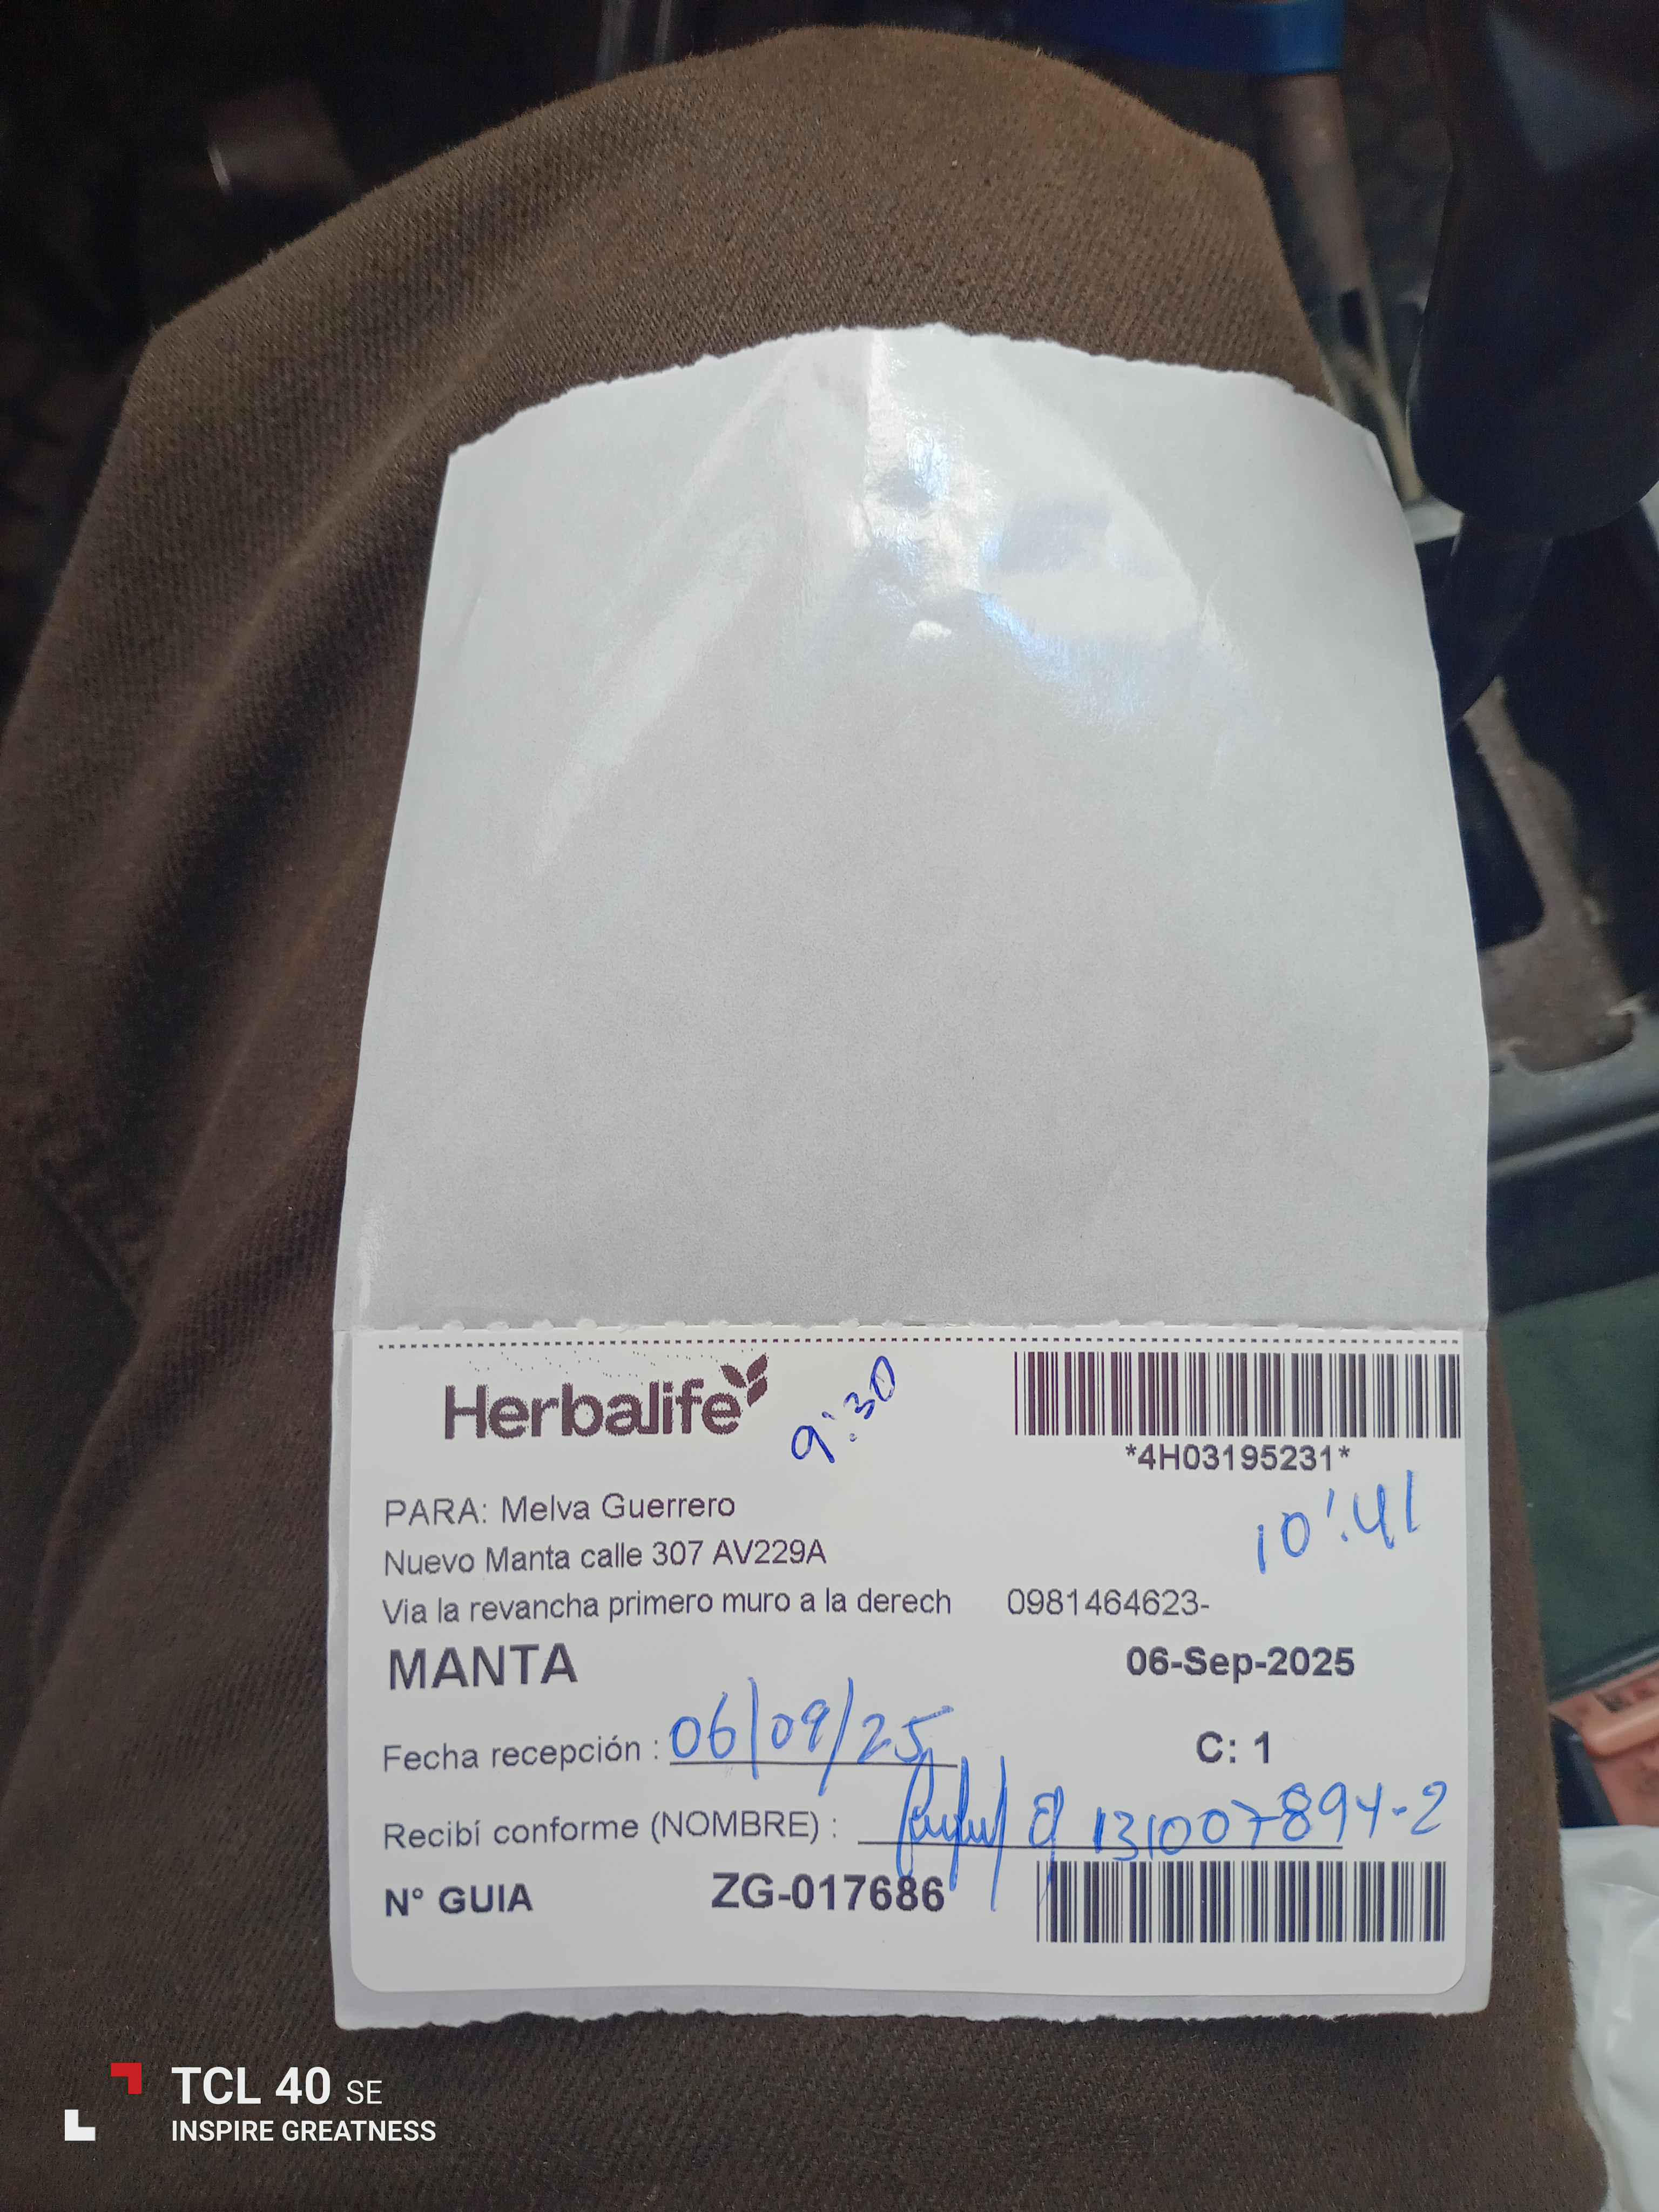 Herbalife
9:30
*4H03195231*
PARA: Melva Guerrero
10:41
Nuevo Manta calle 307 AV229A
Via la revancha primero muro a la derech 0981464623-
MANTA 06-Sep-2025
Fecha recepción : 06/09/25 C: 1
Recibí conforme (NOMBRE) : 131007894-2
N° GUIA ZG-017686
TCL 40 SE
INSPIRE GREATNESS